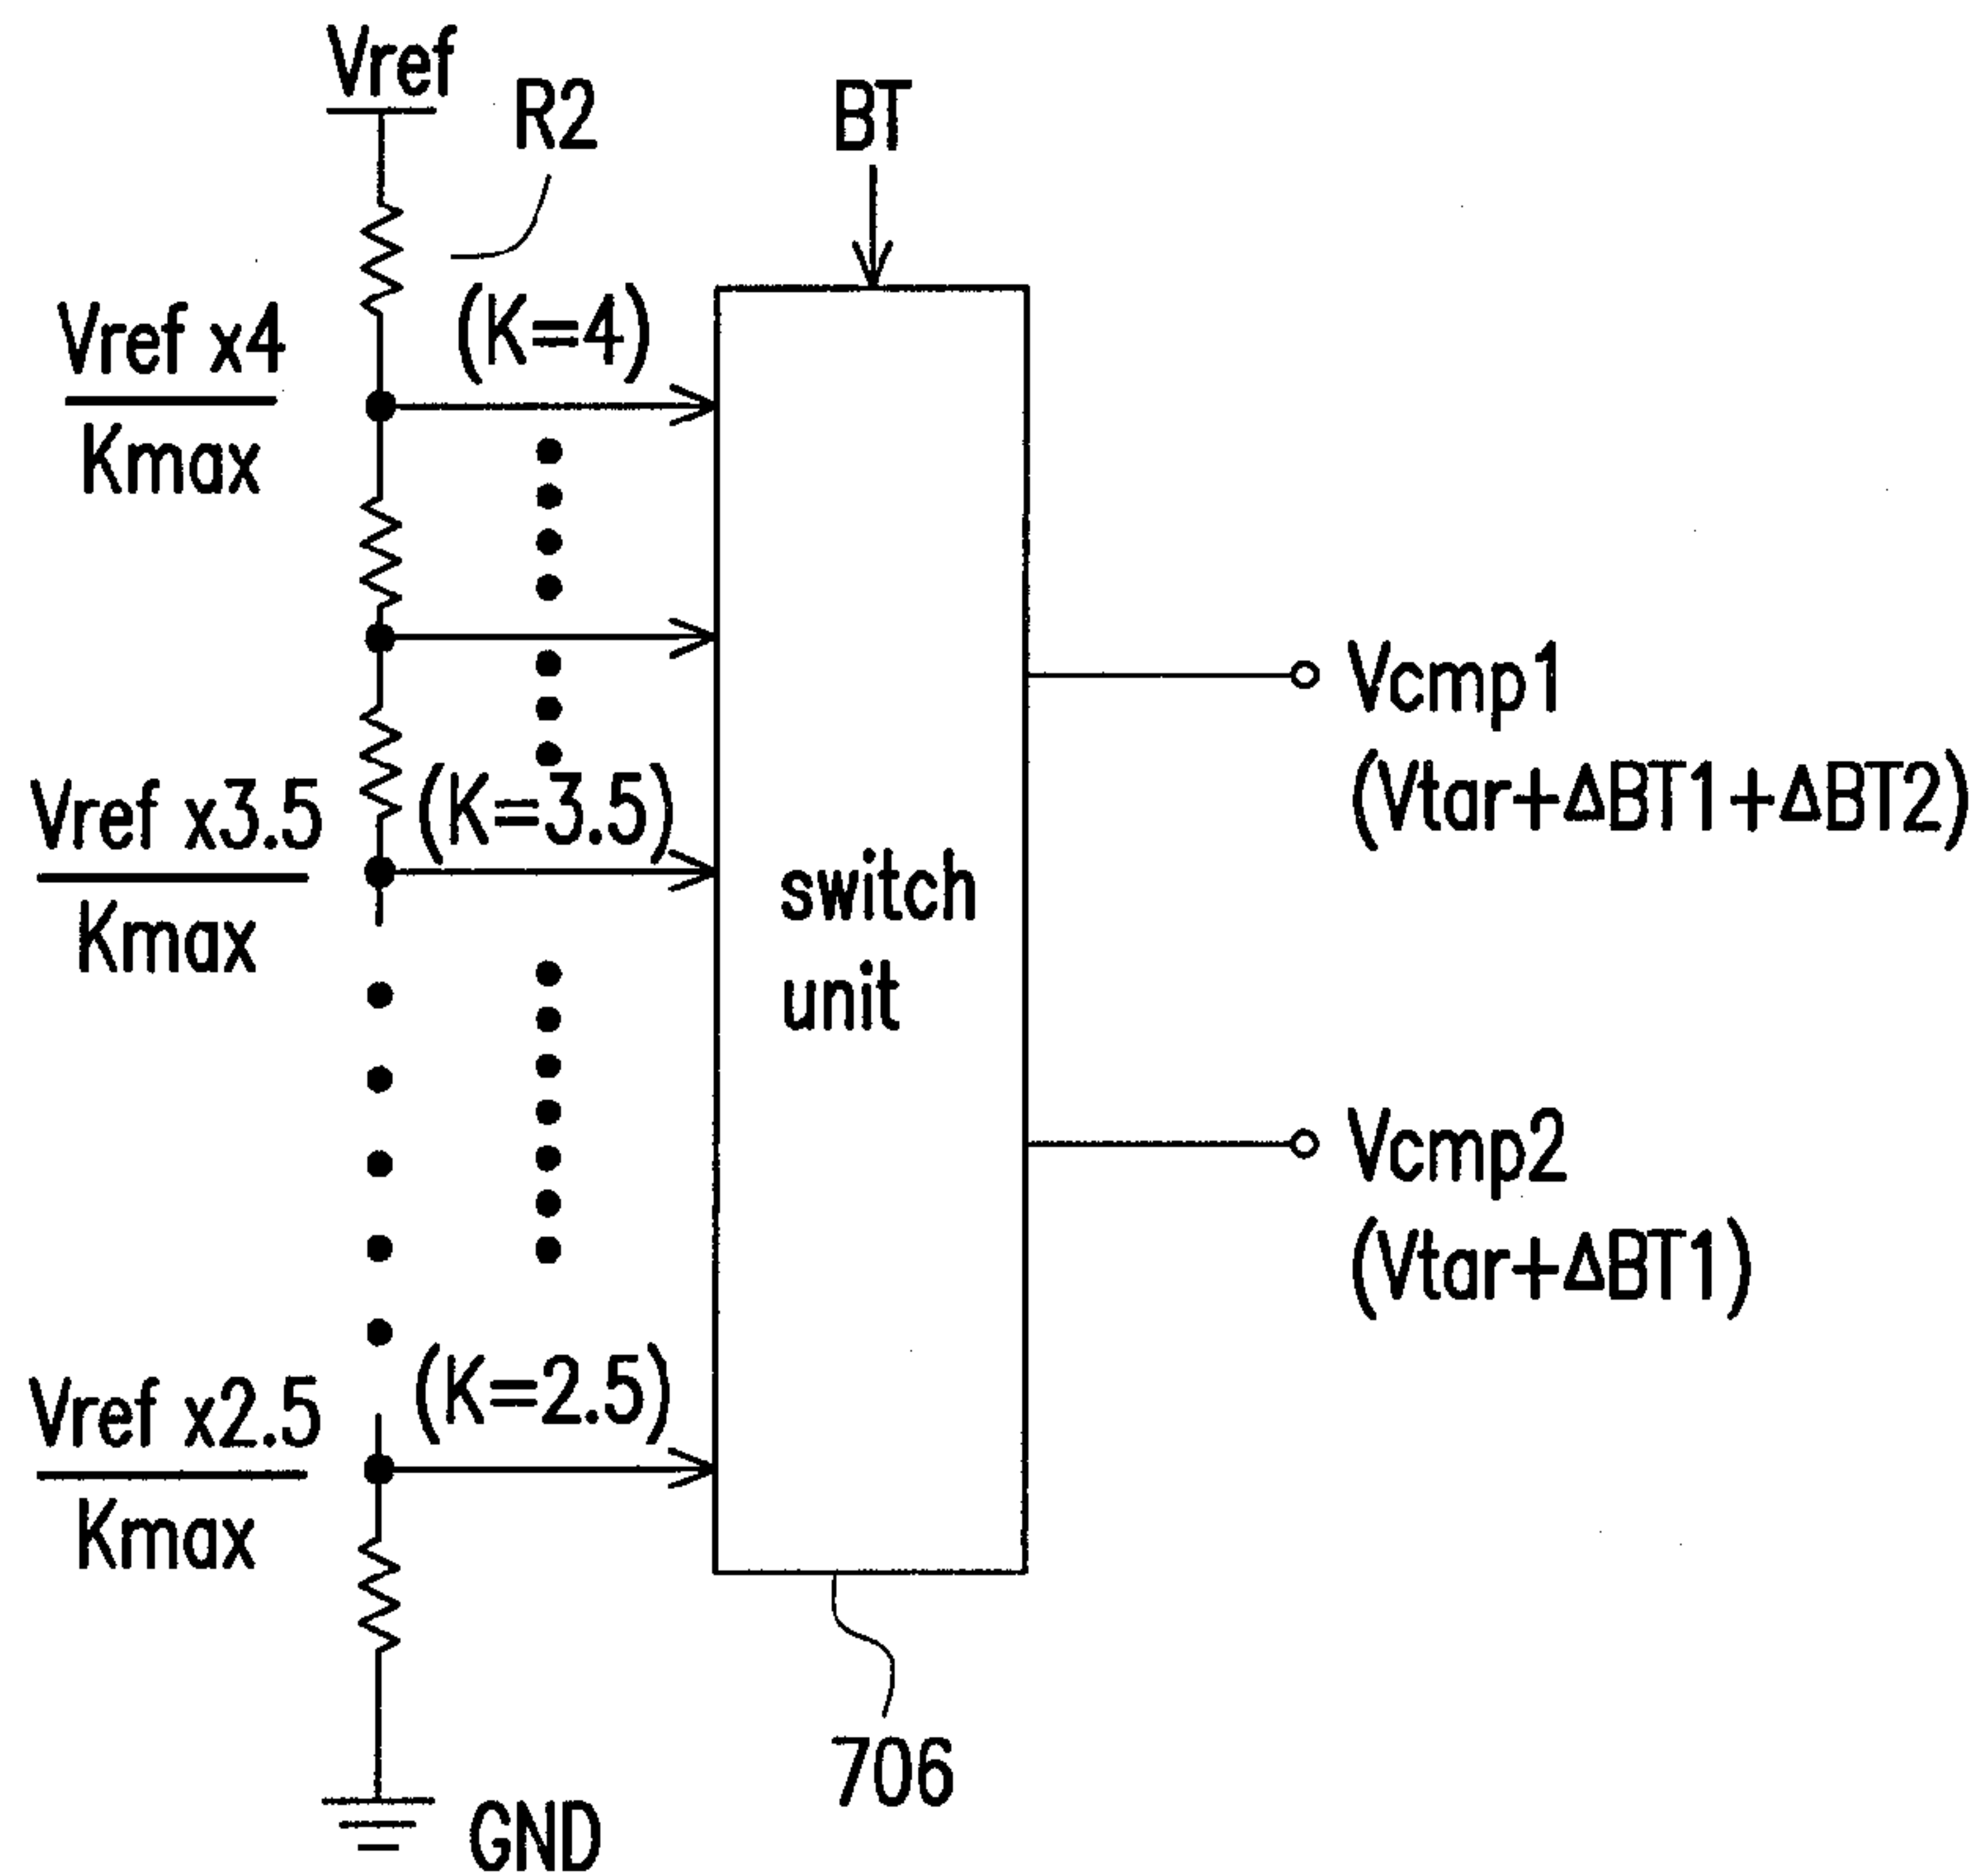 Vref
R2
BT
Vref x4
Kmax
(K=4)
Vref x3.5
Kmax
(K=3.5)
switch
unit
Vcmp1
(Vtar+ΔBT1+ΔBT2)
Vcmp2
(Vtar+ΔBT1)
Vref x2.5
Kmax
(K=2.5)
706
GND